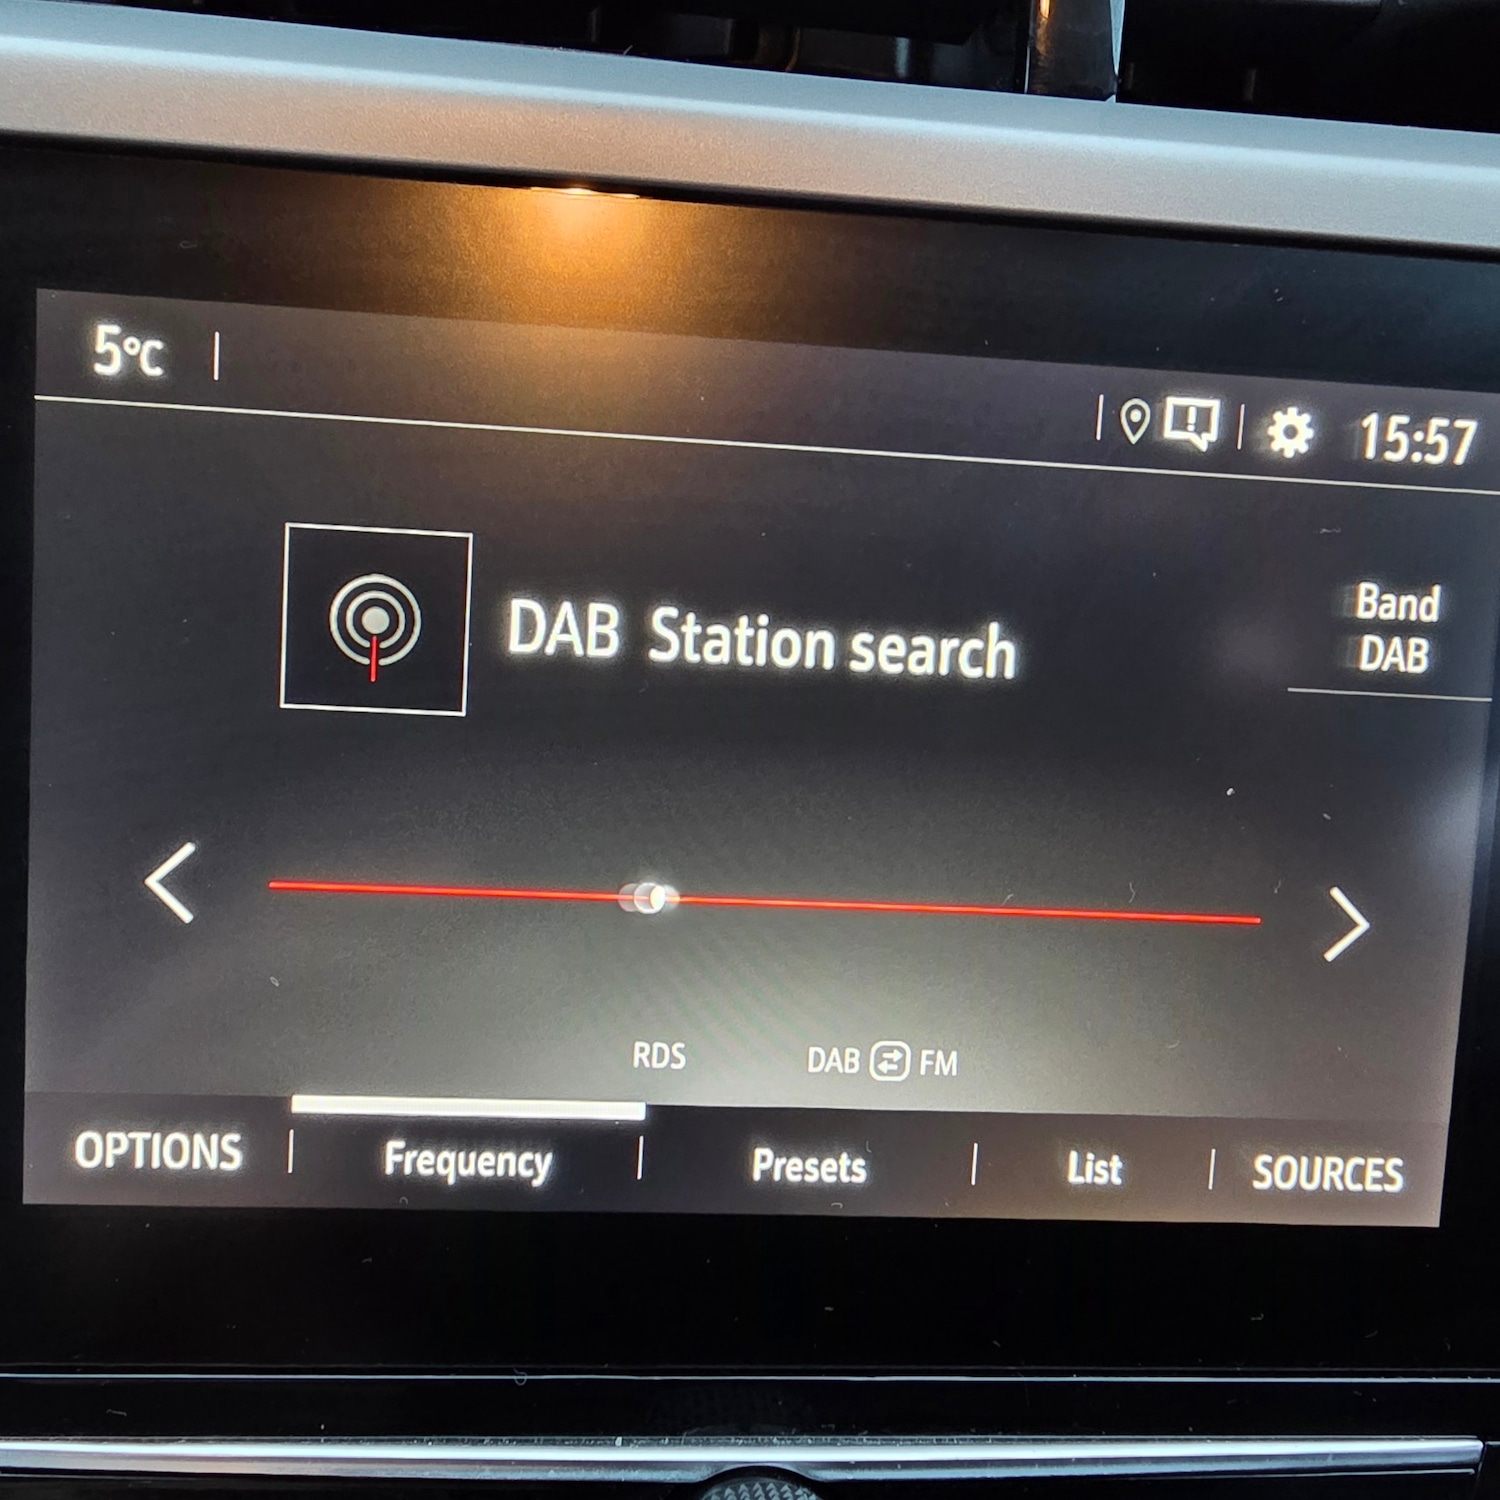 5°C
15:57
DAB Station search
Band
DAB
RDS
DAB FM
OPTIONS Frequency Presets List SOURCES